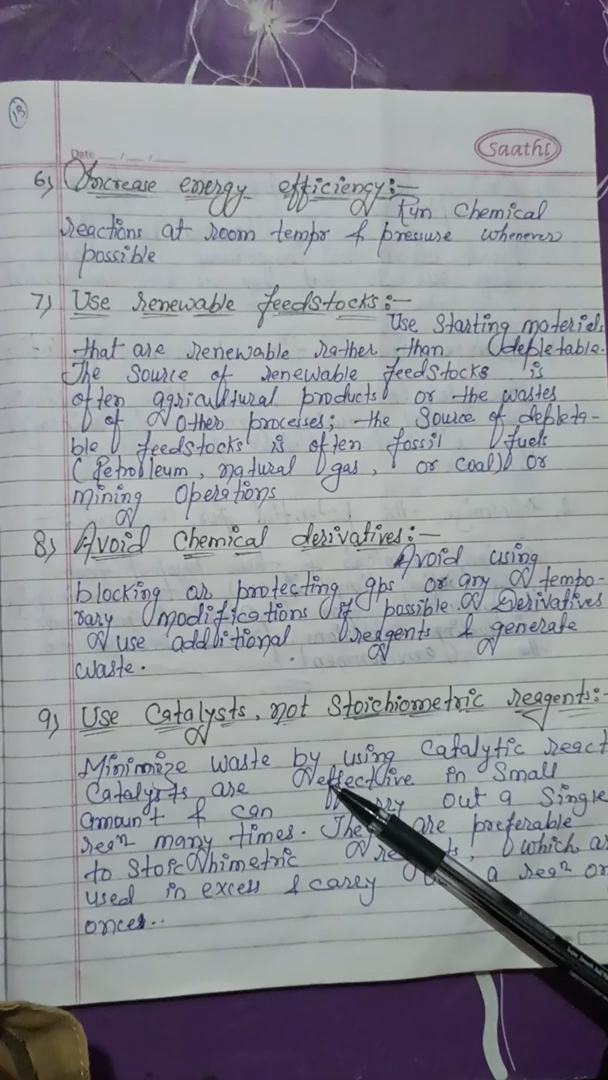 13
Date
Saathi
6) Increase energy efficiency:-
Run Chemical
reactions at room tempr & pressure whenever
possible
7) Use renewable feedstocks:-
Use Starting materials
that are renewable rather than depletable.
The Source of renewable feedstocks is
often agricultural products or the wastes
of other processes; the Source of depleta-
ble feedstocks is often fossil fuels
(Petroleum, natural gas, or coal) or
mining operations
8) Avoid Chemical derivatives:-
Avoid using
blocking or protecting gps or any tempo-
rary modifications if possible. Derivatives
use additional reagents & generate
waste.
9) Use Catalysts, not Stoichiometric reagents:-
Minimize waste by using Catalytic react
Catalysts are effective in Small
amount & can out a Single
reaⁿ many times. They are preferable
to Stoichimetric which
used in excess & carry a reaⁿ
once..